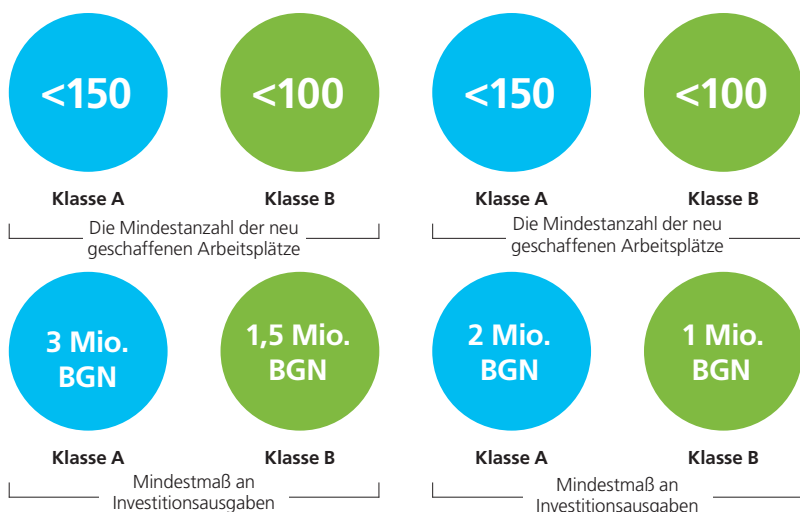 <150
<100
Klasse A
Klasse B
Die Mindestanzahl der neu
geschaffenen Arbeitsplätze
<150
<100
Klasse A
Klasse B
Die Mindestanzahl der neu
geschaffenen Arbeitsplätze
3 Mio.
BGN
1,5 Mio.
BGN
Klasse A
Klasse B
Mindestmaß an
Investitionsausgaben
2 Mio.
BGN
1 Mio.
BGN
Klasse A
Klasse B
Mindestmaß an
Investitionsausgaben